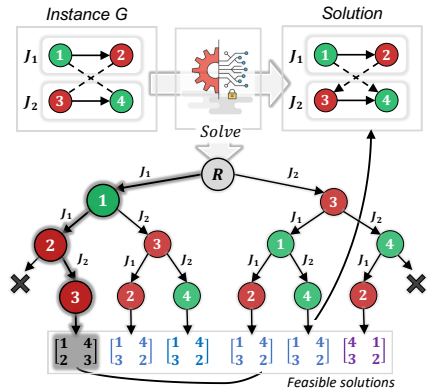 Instance G
Solution
J1 1 2
J2 3 4
J1 1 2
J2 3 4
Solve
R
J1 J2
1 3
J1 J2 J1 J2
2 3 1 4
J2 J1 J2 J1 J2 J1
3 2 4 2 4 2
[1 4 [1 4 [1 4 [1 4 [1 4 [4 1
2 3] 3 2] 3 2] 3 2] 3 2] 3 2]
Feasible solutions